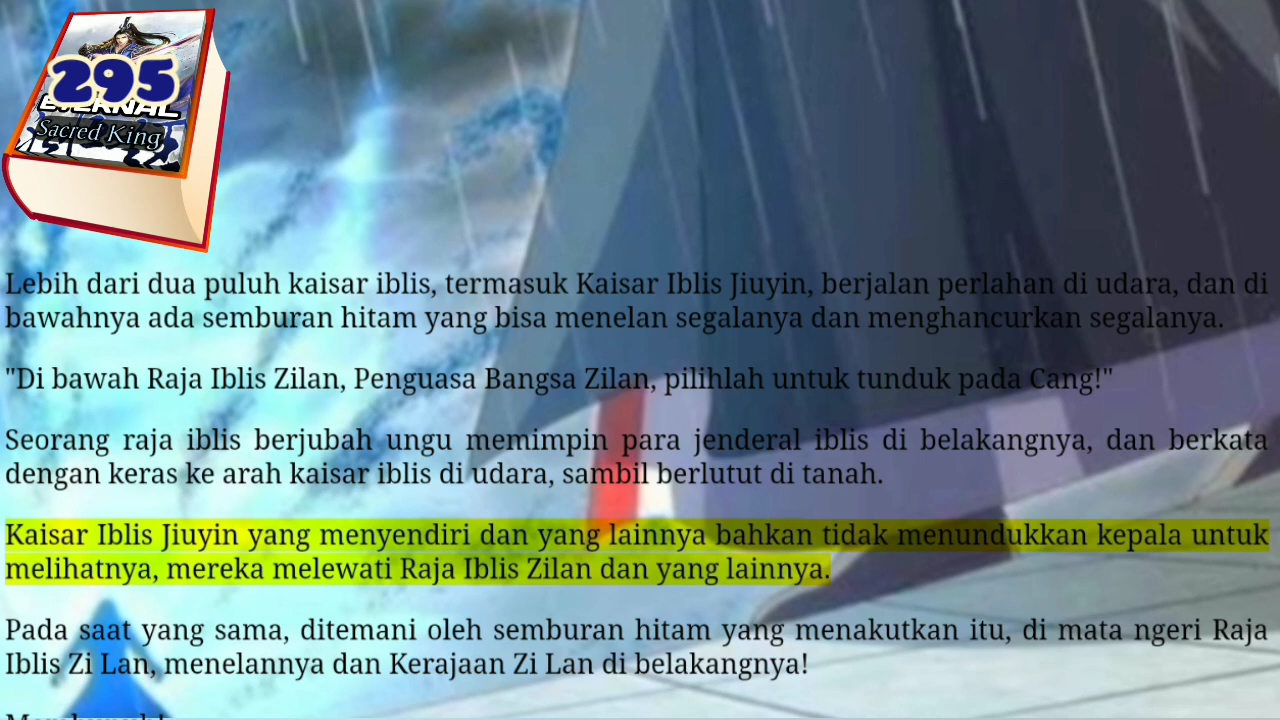 295
ETERNAL
Sacred King
Lebih dari dua puluh kaisar iblis, termasuk Kaisar Iblis Jiuyin, berjalan perlahan di udara, dan di
bawahnya ada semburan hitam yang bisa menelan segalanya dan menghancurkan segalanya.
"Di bawah Raja Iblis Zilan, Penguasa Bangsa Zilan, pilihlah untuk tunduk pada Cang!"
Seorang raja iblis berjubah ungu memimpin para jenderal iblis di belakangnya, dan berkata
dengan keras ke arah kaisar iblis di udara, sambil berlutut di tanah.
Kaisar Iblis Jiuyin yang menyendiri dan yang lainnya bahkan tidak menundukkan kepala untuk
melihatnya, mereka melewati Raja Iblis Zilan dan yang lainnya.
Pada saat yang sama, ditemani oleh semburan hitam yang menakutkan itu, di mata ngeri Raja
Iblis Zi Lan, menelannya dan Kerajaan Zi Lan di belakangnya!